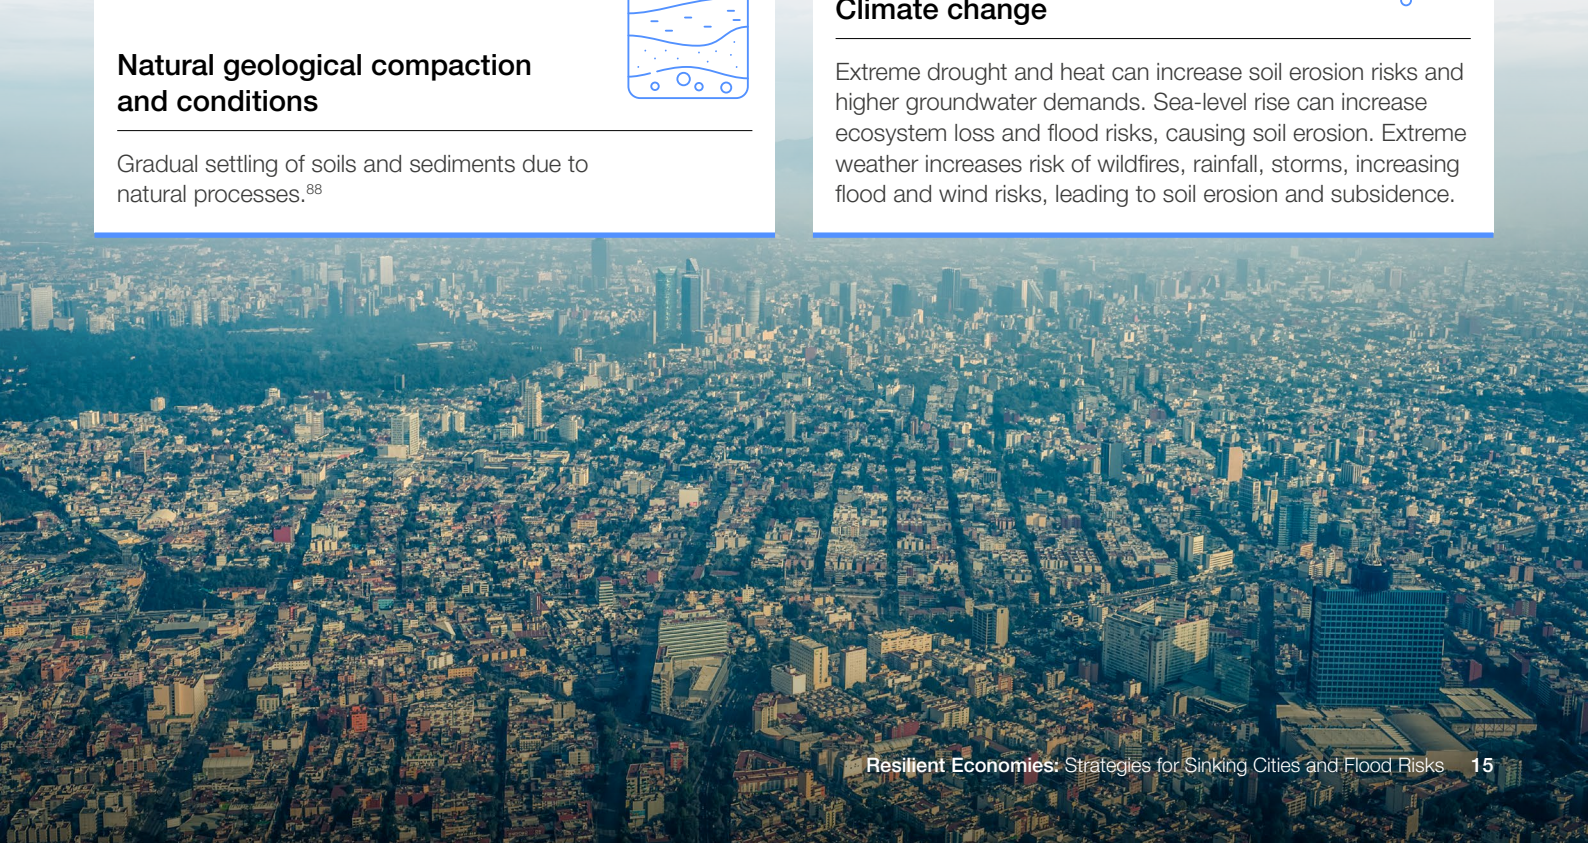 Natural geological compaction
and conditions
Gradual settling of soils and sediments due to
natural processes.88
Climate change
Extreme drought and heat can increase soil erosion risks and
higher groundwater demands. Sea-level rise can increase
ecosystem loss and flood risks, causing soil erosion. Extreme
weather increases risk of wildfires, rainfall, storms, increasing
flood and wind risks, leading to soil erosion and subsidence.
Resilient Economies: Strategies for Sinking Cities and Flood Risks 15